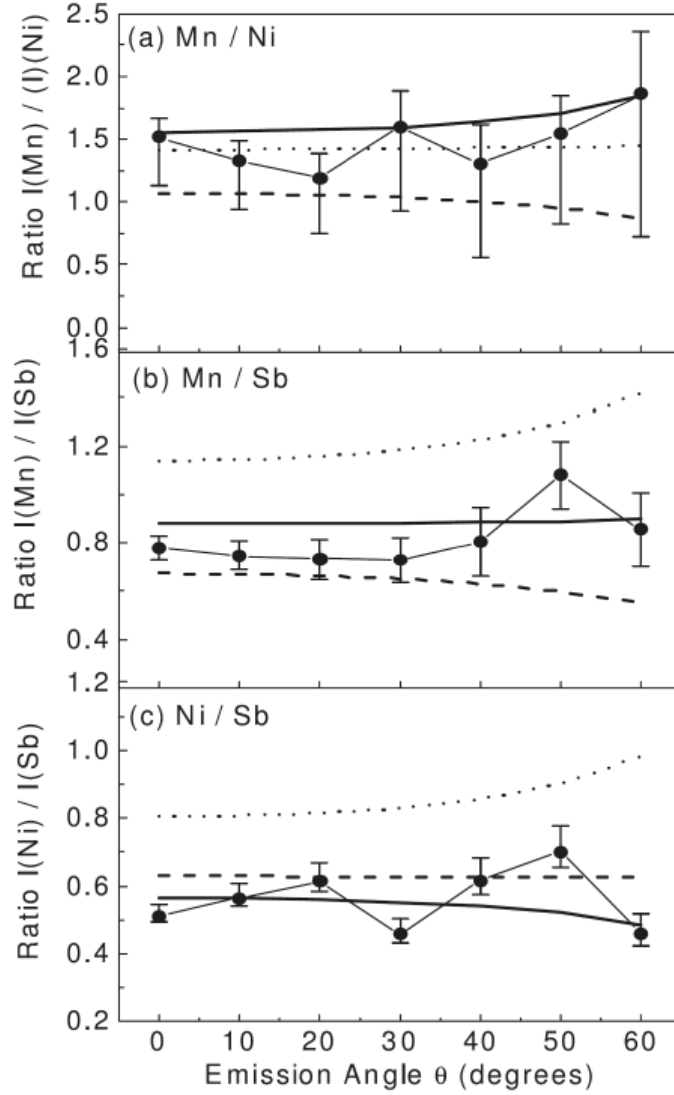 (a) Mn / Ni
Ratio I(Mn) / (I)(Ni)
2.5
2.0
1.5
1.0
0.5
0.0
(b) Mn / Sb
Ratio I(Mn) / I(Sb)
1.6
1.2
0.8
0.4
(c) Ni / Sb
Ratio I(Ni) / I(Sb)
1.2
1.0
0.8
0.6
0.4
0.2
0 10 20 30 40 50 60
Emission Angle θ (degrees)